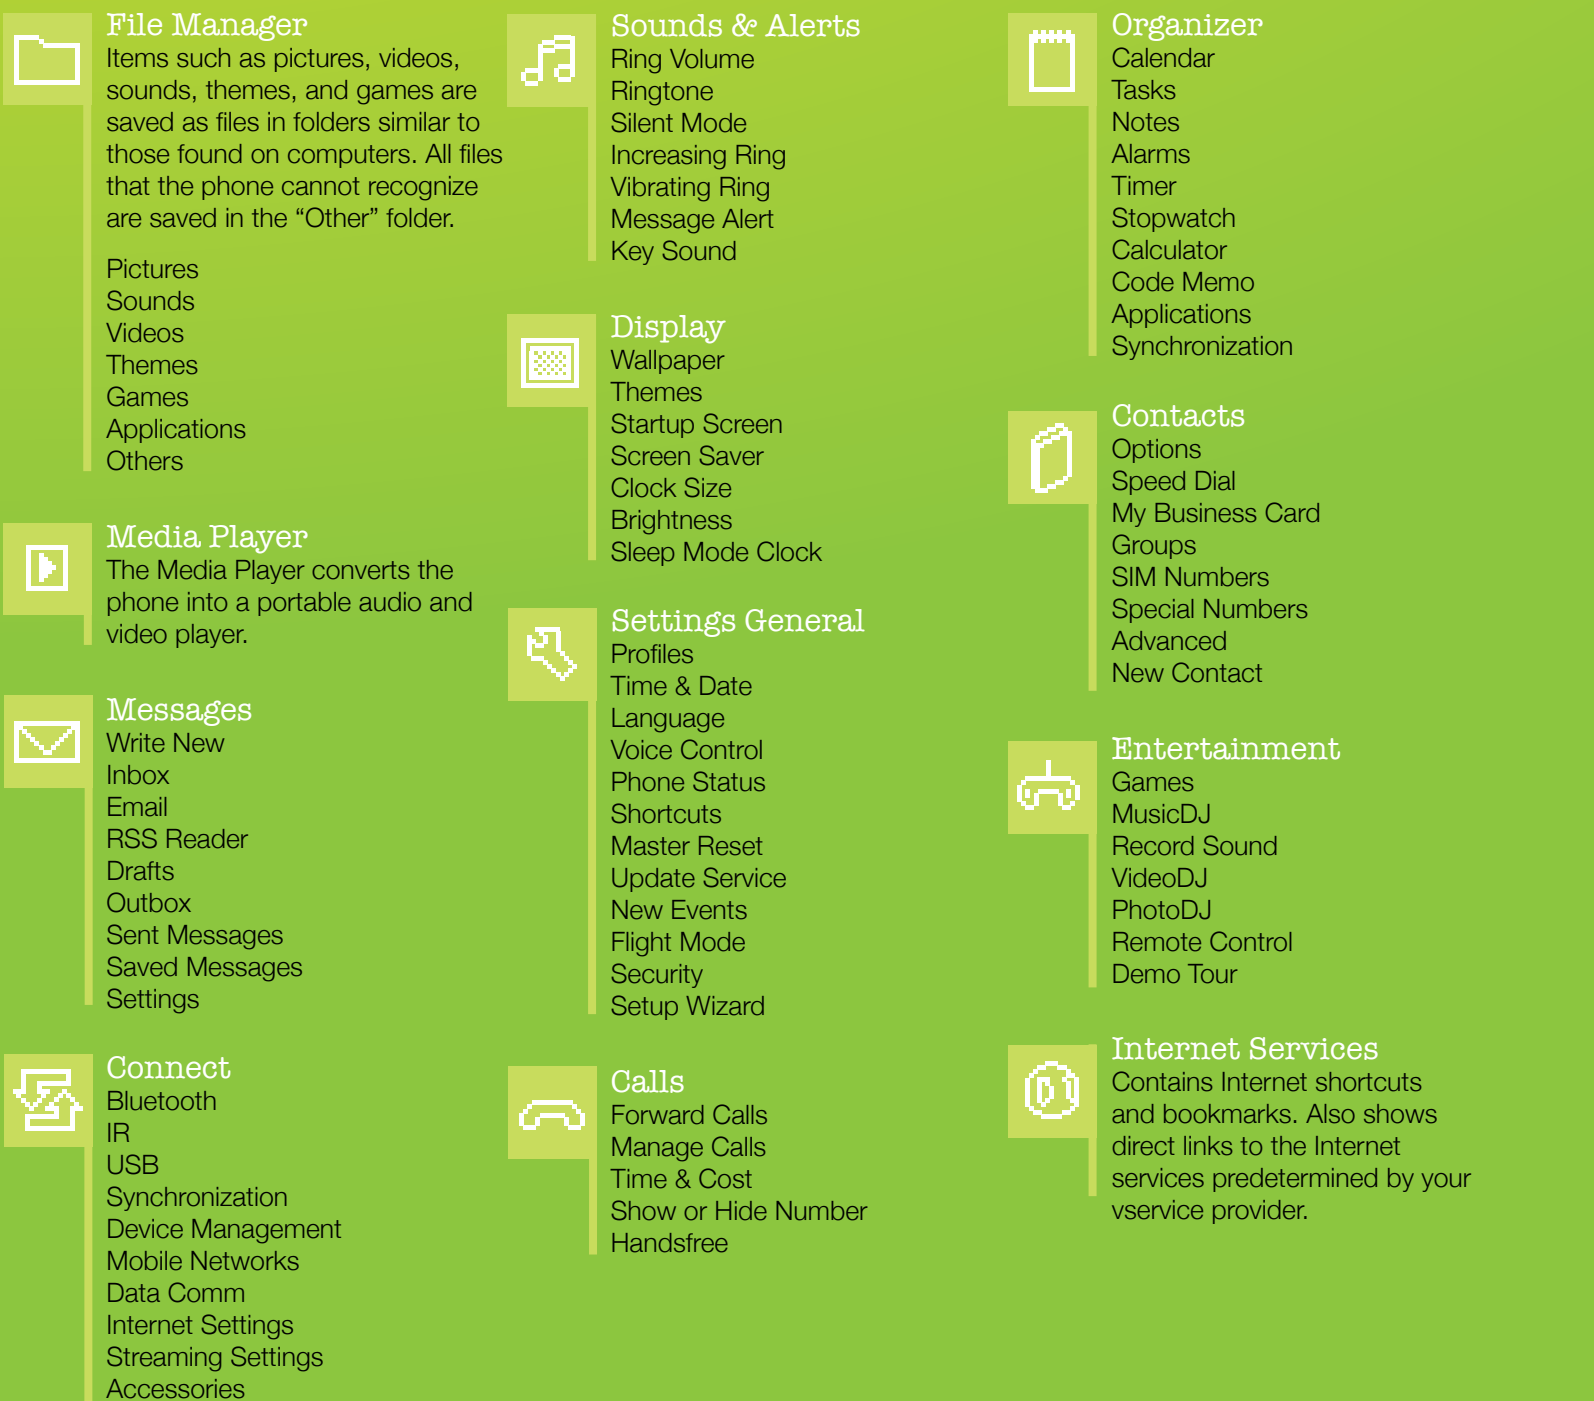 File Manager
Items such as pictures, videos,
sounds, themes, and games are
saved as files in folders similar to
those found on computers. All files
that the phone cannot recognize
are saved in the “Other” folder.
Pictures
Sounds
Videos
Themes
Games
Applications
Others
Media Player
The Media Player converts the
phone into a portable audio and
video player.
Messages
Write New
Inbox
Email
RSS Reader
Drafts
Outbox
Sent Messages
Saved Messages
Settings
Connect
Bluetooth
IR
USB
Synchronization
Device Management
Mobile Networks
Data Comm
Internet Settings
Streaming Settings
Accessories
Sounds & Alerts
Ring Volume
Ringtone
Silent Mode
Increasing Ring
Vibrating Ring
Message Alert
Key Sound
Display
Wallpaper
Themes
Startup Screen
Screen Saver
Clock Size
Brightness
Sleep Mode Clock
Settings General
Profiles
Time & Date
Language
Voice Control
Phone Status
Shortcuts
Master Reset
Update Service
New Events
Flight Mode
Security
Setup Wizard
Calls
Forward Calls
Manage Calls
Time & Cost
Show or Hide Number
Handsfree
Organizer
Calendar
Tasks
Notes
Alarms
Timer
Stopwatch
Calculator
Code Memo
Applications
Synchronization
Contacts
Options
Speed Dial
My Business Card
Groups
SIM Numbers
Special Numbers
Advanced
New Contact
Entertainment
Games
MusicDJ
Record Sound
VideoDJ
PhotoDJ
Remote Control
Demo Tour
Internet Services
Contains Internet shortcuts
and bookmarks. Also shows
direct links to the Internet
services predetermined by your
vservice provider.